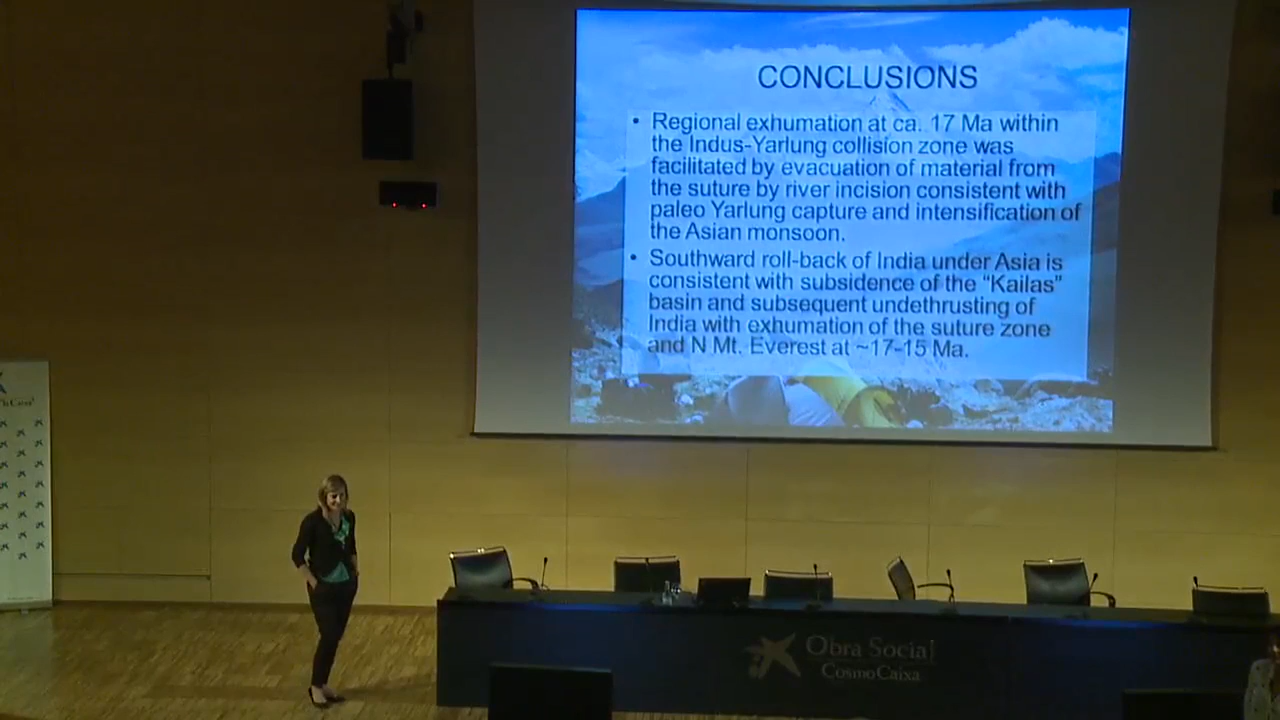 CONCLUSIONS
• Regional exhumation at ca. 17 Ma within
the Indus-Yarlung collision zone was
facilitated by evacuation of material from
the suture by river incision consistent with
paleo Yarlung capture and intensification of
the Asian monsoon.
• Southward roll-back of India under Asia is
consistent with subsidence of the “Kailas”
basin and subsequent undethrusting of
India with exhumation of the suture zone
and N Mt. Everest at ~17-15 Ma.
Obra Social
CosmoCaixa